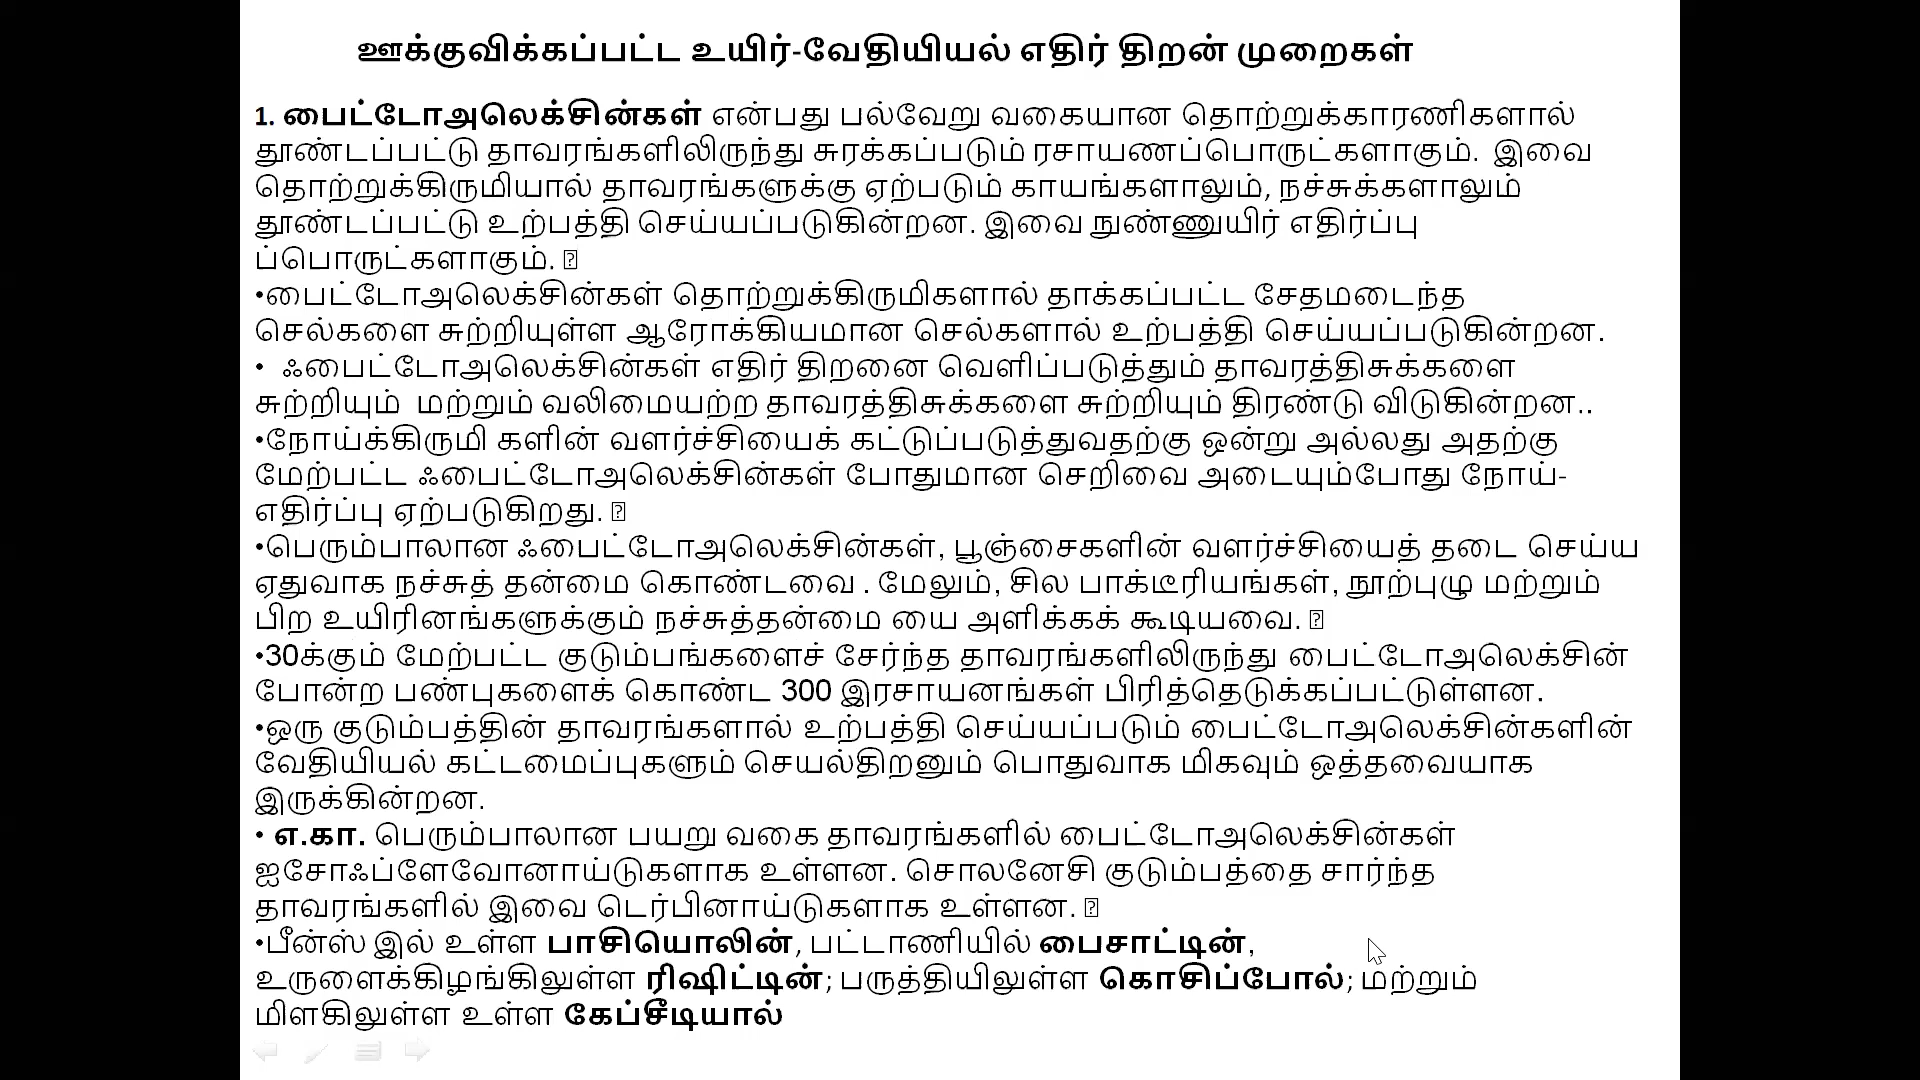 ஊக்குவிக்கப்பட்ட உயிர்-வேதியியல் எதிர் திறன் முறைகள்
1. பைட்டோஅலெக்சின்கள் என்பது பல்வேறு வகையான தொற்றுக்காரணிகளால்
தூண்டப்பட்டு தாவரங்களிலிருந்து சுரக்கப்படும் ரசாயணப்பொருட்களாகும். இவை
தொற்றுக்கிருமியால் தாவரங்களுக்கு ஏற்படும் காயங்களாலும், நச்சுக்களாலும்
தூண்டப்பட்டு உற்பத்தி செய்யப்படுகின்றன. இவை நுண்ணுயிர் எதிர்ப்பு
ப்பொருட்களாகும்.
•பைட்டோஅலெக்சின்கள் தொற்றுக்கிருமிகளால் தாக்கப்பட்ட சேதமடைந்த
செல்களை சுற்றியுள்ள ஆரோக்கியமான செல்களால் உற்பத்தி செய்யப்படுகின்றன.
• ஃபைட்டோஅலெக்சின்கள் எதிர் திறனை வெளிப்படுத்தும் தாவரத்திசுக்களை
சுற்றியும் மற்றும் வலிமையற்ற தாவரத்திசுக்களை சுற்றியும் திரண்டு விடுகின்றன..
•நோய்க்கிருமி களின் வளர்ச்சியைக் கட்டுப்படுத்துவதற்கு ஒன்று அல்லது அதற்கு
மேற்பட்ட ஃபைட்டோஅலெக்சின்கள் போதுமான செறிவை அடையும்போது நோய்-
எதிர்ப்பு ஏற்படுகிறது.
•பெரும்பாலான ஃபைட்டோஅலெக்சின்கள், பூஞ்சைகளின் வளர்ச்சியைத் தடை செய்ய
ஏதுவாக நச்சுத் தன்மை கொண்டவை . மேலும், சில பாக்டீரியங்கள், நூற்புழு மற்றும்
பிற உயிரினங்களுக்கும் நச்சுத்தன்மை யை அளிக்கக் கூடியவை.
•30க்கும் மேற்பட்ட குடும்பங்களைச் சேர்ந்த தாவரங்களிலிருந்து பைட்டோஅலெக்சின்
போன்ற பண்புகளைக் கொண்ட 300 இரசாயனங்கள் பிரித்தெடுக்கப்பட்டுள்ளன.
•ஒரு குடும்பத்தின் தாவரங்களால் உற்பத்தி செய்யப்படும் பைட்டோஅலெக்சின்களின்
வேதியியல் கட்டமைப்புகளும் செயல்திறனும் பொதுவாக மிகவும் ஒத்தவையாக
இருக்கின்றன.
• எ.கா. பெரும்பாலான பயறு வகை தாவரங்களில் பைட்டோஅலெக்சின்கள்
ஐசோஃப்ளேவோனாய்டுகளாக உள்ளன. சொலனேசி குடும்பத்தை சார்ந்த
தாவரங்களில் இவை டெர்பினாய்டுகளாக உள்ளன.
•பீன்ஸ் இல் உள்ள பாசியொலின், பட்டாணியில் பைசாட்டின்,
உருளைக்கிழங்கிலுள்ள ரிஷிட்டின்; பருத்தியிலுள்ள கொசிப்போல்; மற்றும்
மிளகிலுள்ள உள்ள கேப்சீடியால்